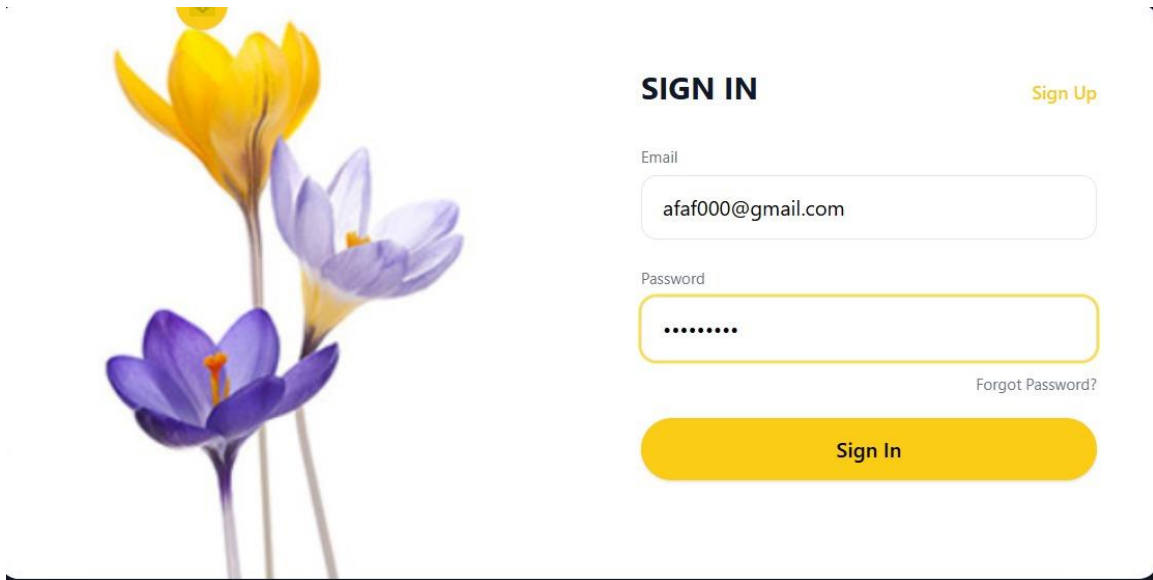 SIGN IN
Sign Up
Email
afaf000@gmail.com
Password
•••••••••
Forgot Password?
Sign In